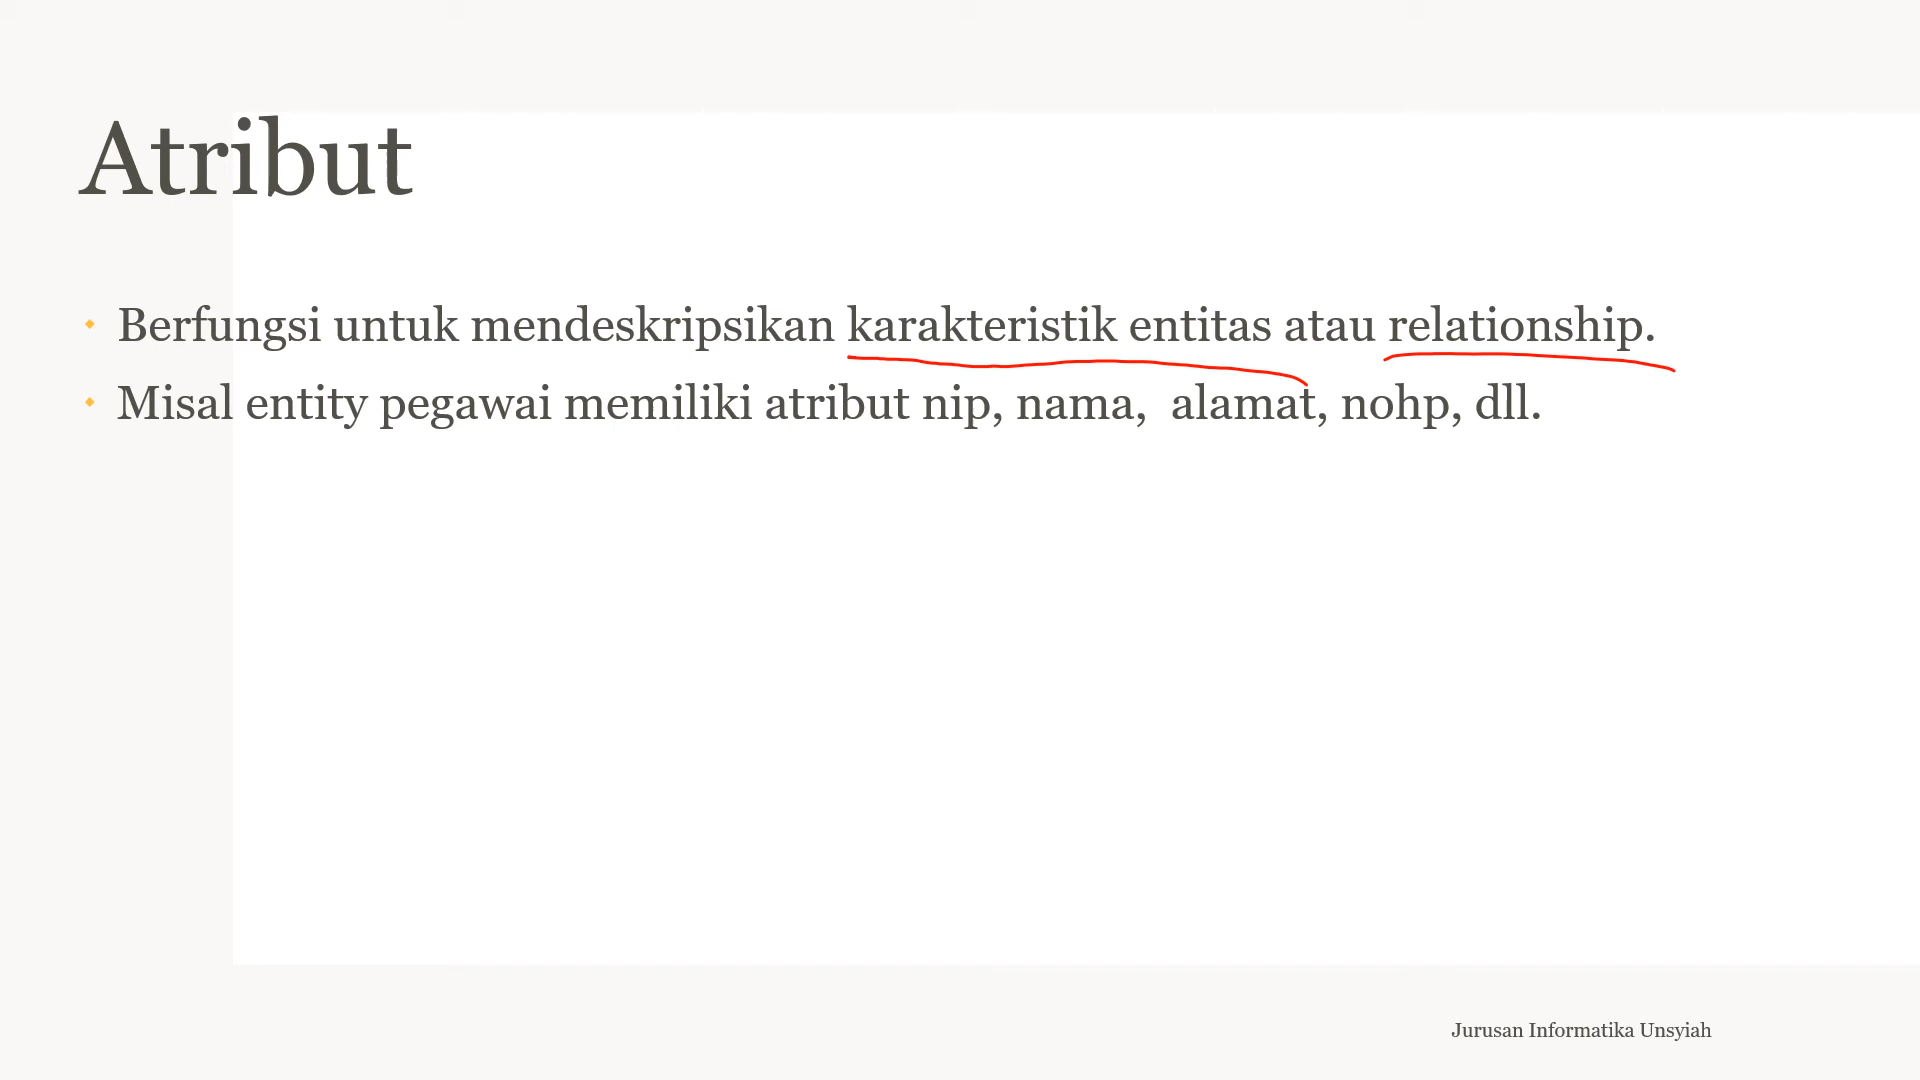 Atribut
Berfungsi untuk mendeskripsikan karakteristik entitas atau relationship.
Misal entity pegawai memiliki atribut nip, nama, alamat, nohp, dll.
Jurusan Informatika Unsyiah